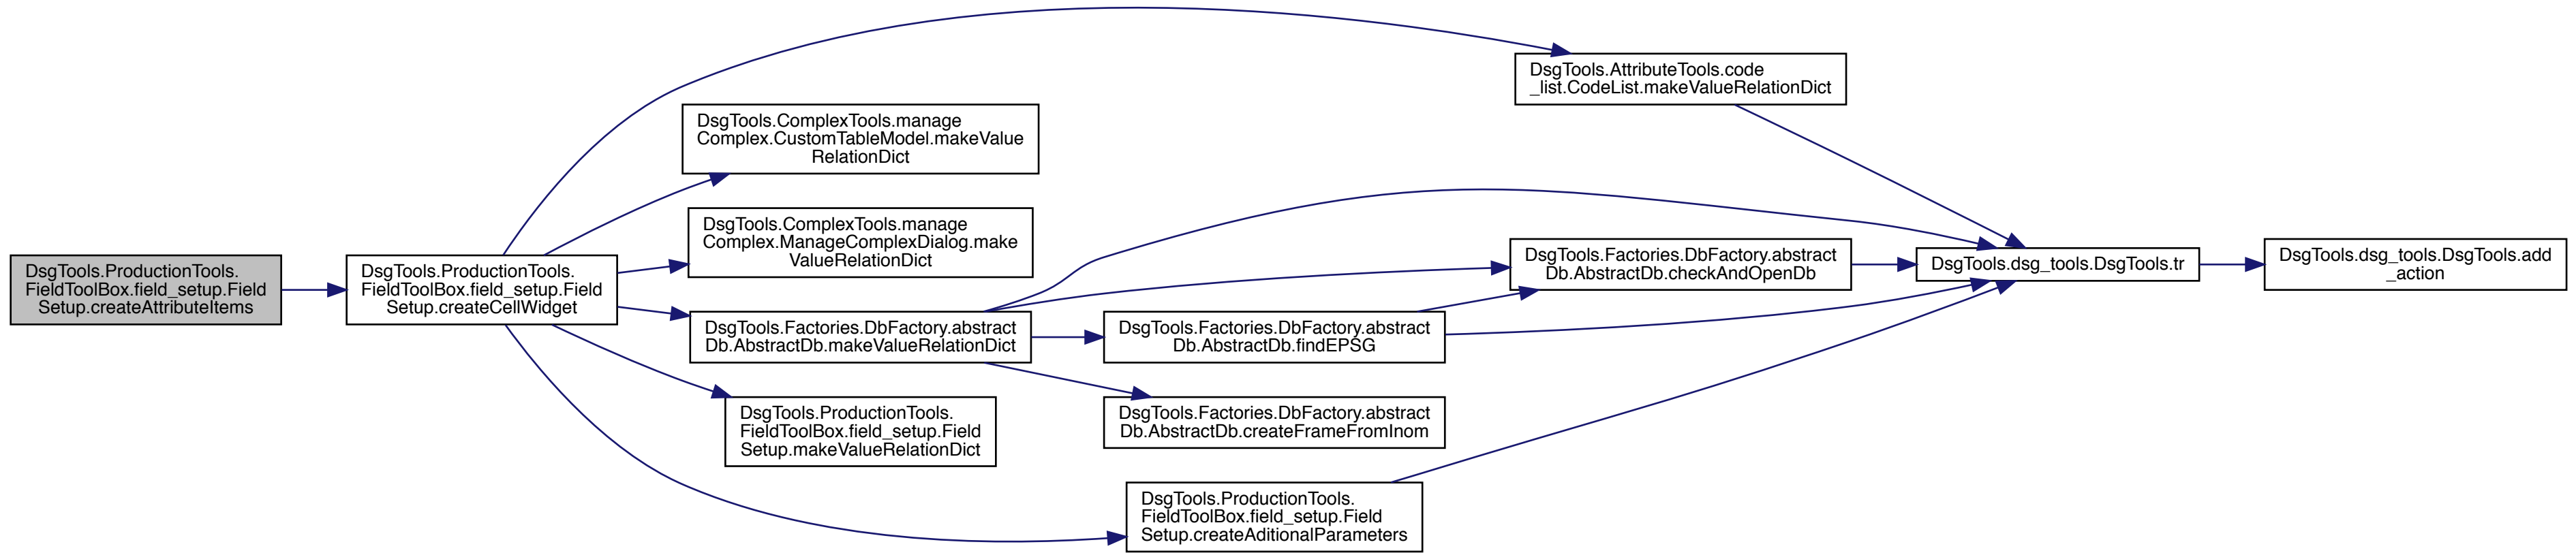 DsgTools.ProductionTools.
FieldToolBox.field_setup.Field
Setup.createAttributeItems
DsgTools.ProductionTools.
FieldToolBox.field_setup.Field
Setup.createCellWidget
DsgTools.AttributeTools.code
_list.CodeList.makeValueRelationDict
DsgTools.ComplexTools.manage
Complex.CustomTableModel.makeValue
RelationDict
DsgTools.ComplexTools.manage
Complex.ManageComplexDialog.make
ValueRelationDict
DsgTools.Factories.DbFactory.abstract
Db.AbstractDb.makeValueRelationDict
DsgTools.ProductionTools.
FieldToolBox.field_setup.Field
Setup.makeValueRelationDict
DsgTools.ProductionTools.
FieldToolBox.field_setup.Field
Setup.createAditionalParameters
DsgTools.Factories.DbFactory.abstract
Db.AbstractDb.findEPSG
DsgTools.Factories.DbFactory.abstract
Db.AbstractDb.createFrameFromInom
DsgTools.Factories.DbFactory.abstract
Db.AbstractDb.checkAndOpenDb
DsgTools.dsg_tools.DsgTools.tr
DsgTools.dsg_tools.DsgTools.add
_action